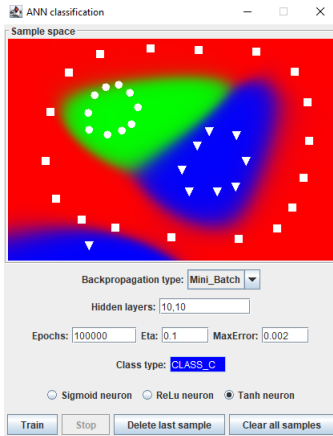 ANN classification
Sample space
Backpropagation type: Mini_Batch
Hidden layers: 10,10
Epochs: 100000 Eta: 0.1 MaxError: 0.002
Class type: CLASS_C
Sigmoid neuron ReLu neuron Tanh neuron
Train Stop Delete last sample Clear all samples